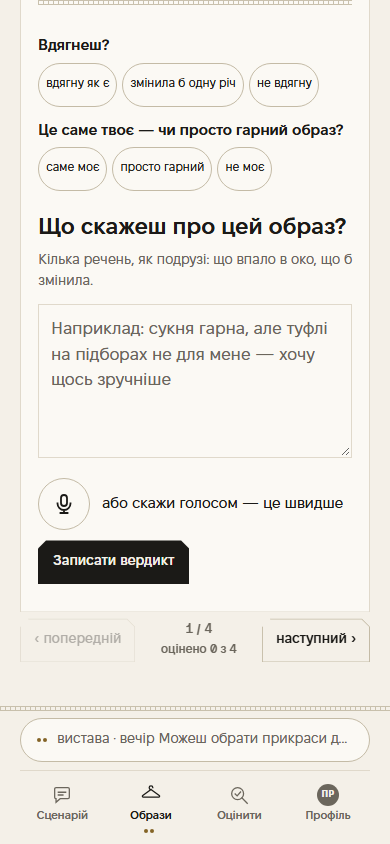 Вдягнеш?
вдягну як є
змінила б одну річ
не вдягну
Це саме твоє — чи просто гарний образ?
саме моє
просто гарний
не моє
Що скажеш про цей образ?
Кілька речень, як подрузі: що впало в око, що б
змінила.
Наприклад: сукня гарна, але туфлі
на підборах не для мене — хочу
щось зручніше
або скажи голосом — це швидше
Записати вердикт
‹ попередній
1 / 4
оцінено 0 з 4
наступний ›
вистава · вечір Можеш обрати прикраси д...
Сценарій
Образи
Оцінити
ПР
Профіль